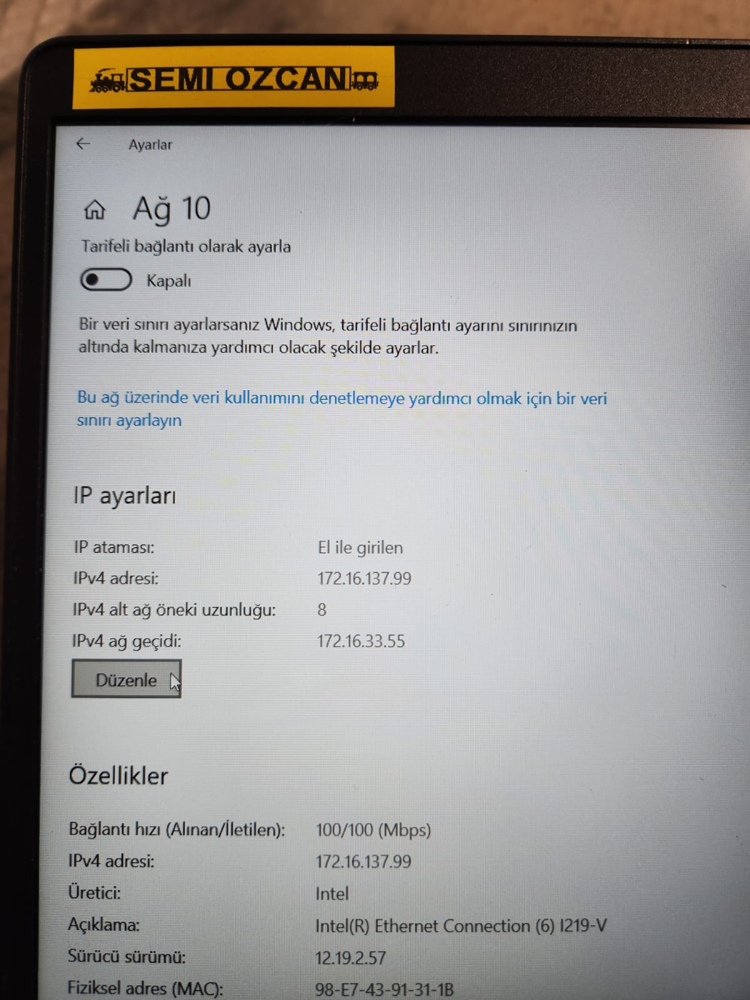 SEMI OZCAN
Ayarlar
Ağ 10
Tarifeli bağlantı olarak ayarla
Kapalı
Bir veri sınırı ayarlarsanız Windows, tarifeli bağlantı ayarını sınırınızın
altında kalmanıza yardımcı olacak şekilde ayarlar.
Bu ağ üzerinde veri kullanımını denetlemeye yardımcı olmak için bir veri
sınırı ayarlayın
IP ayarları
IP ataması: El ile girilen
IPv4 adresi: 172.16.137.99
IPv4 alt ağ öneki uzunluğu: 8
IPv4 ağ geçidi: 172.16.33.55
Düzenle
Özellikler
Bağlantı hızı (Alınan/İletilen): 100/100 (Mbps)
IPv4 adresi: 172.16.137.99
Üretici: Intel
Açıklama: Intel(R) Ethernet Connection (6) I219-V
Sürücü sürümü: 12.19.2.57
Fiziksel adres (MAC): 98-E7-43-91-31-1B